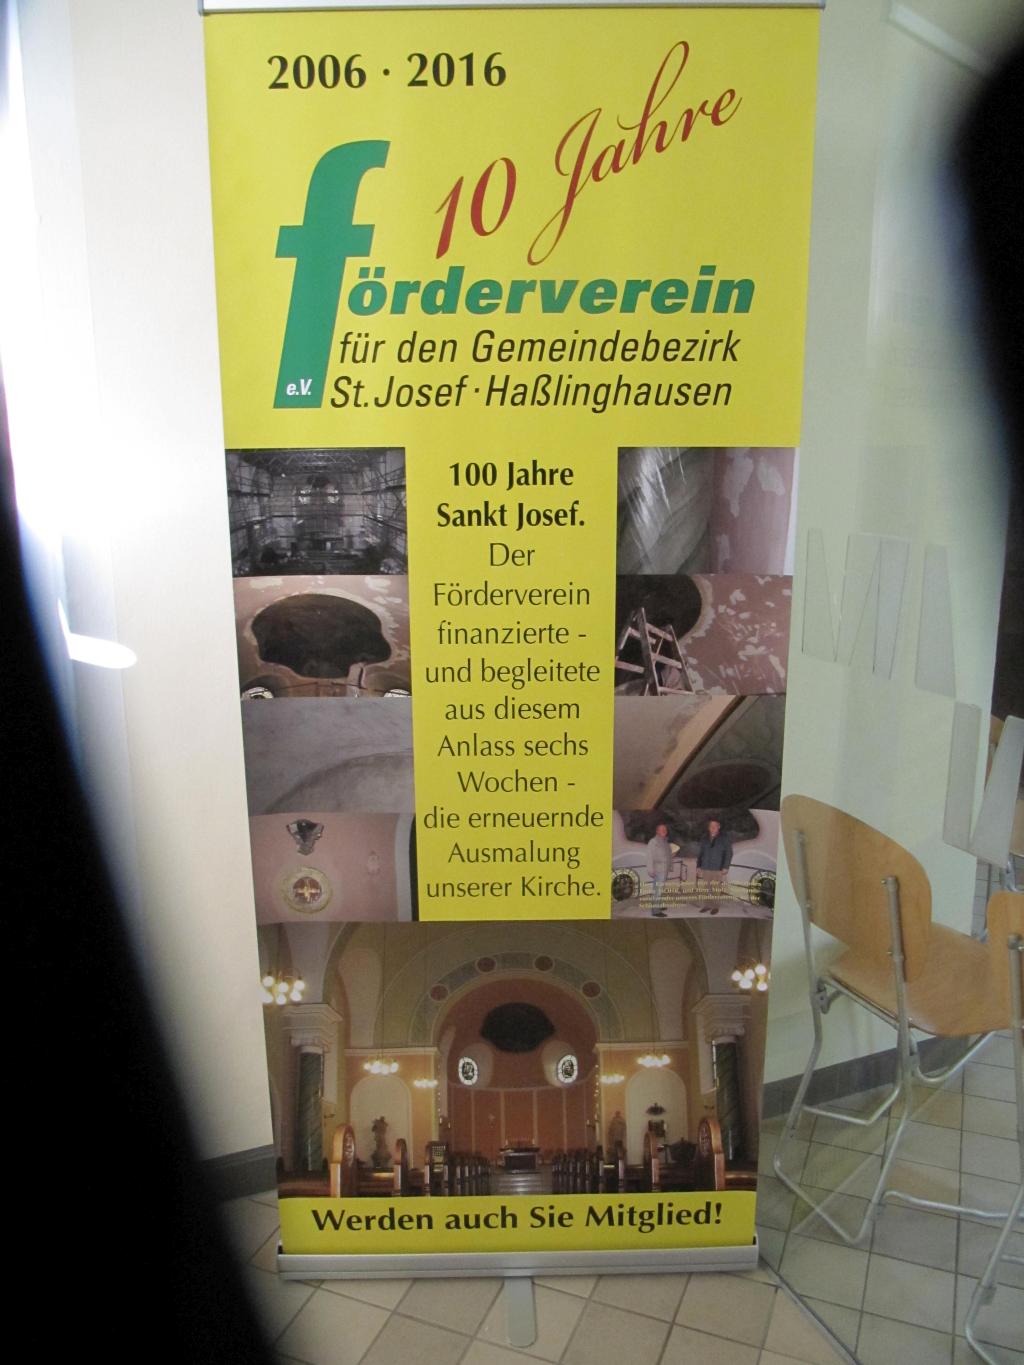 2006 · 2016
10 Jahre
förderverein
für den Gemeindebezirk
e.V. St. Josef · Haßlinghausen
100 Jahre
Sankt Josef.
Der
Förderverein
finanzierte -
und begleitete
aus diesem
Anlass sechs
Wochen -
die erneuernde
Ausmalung
unserer Kirche.
Werden auch Sie Mitglied!